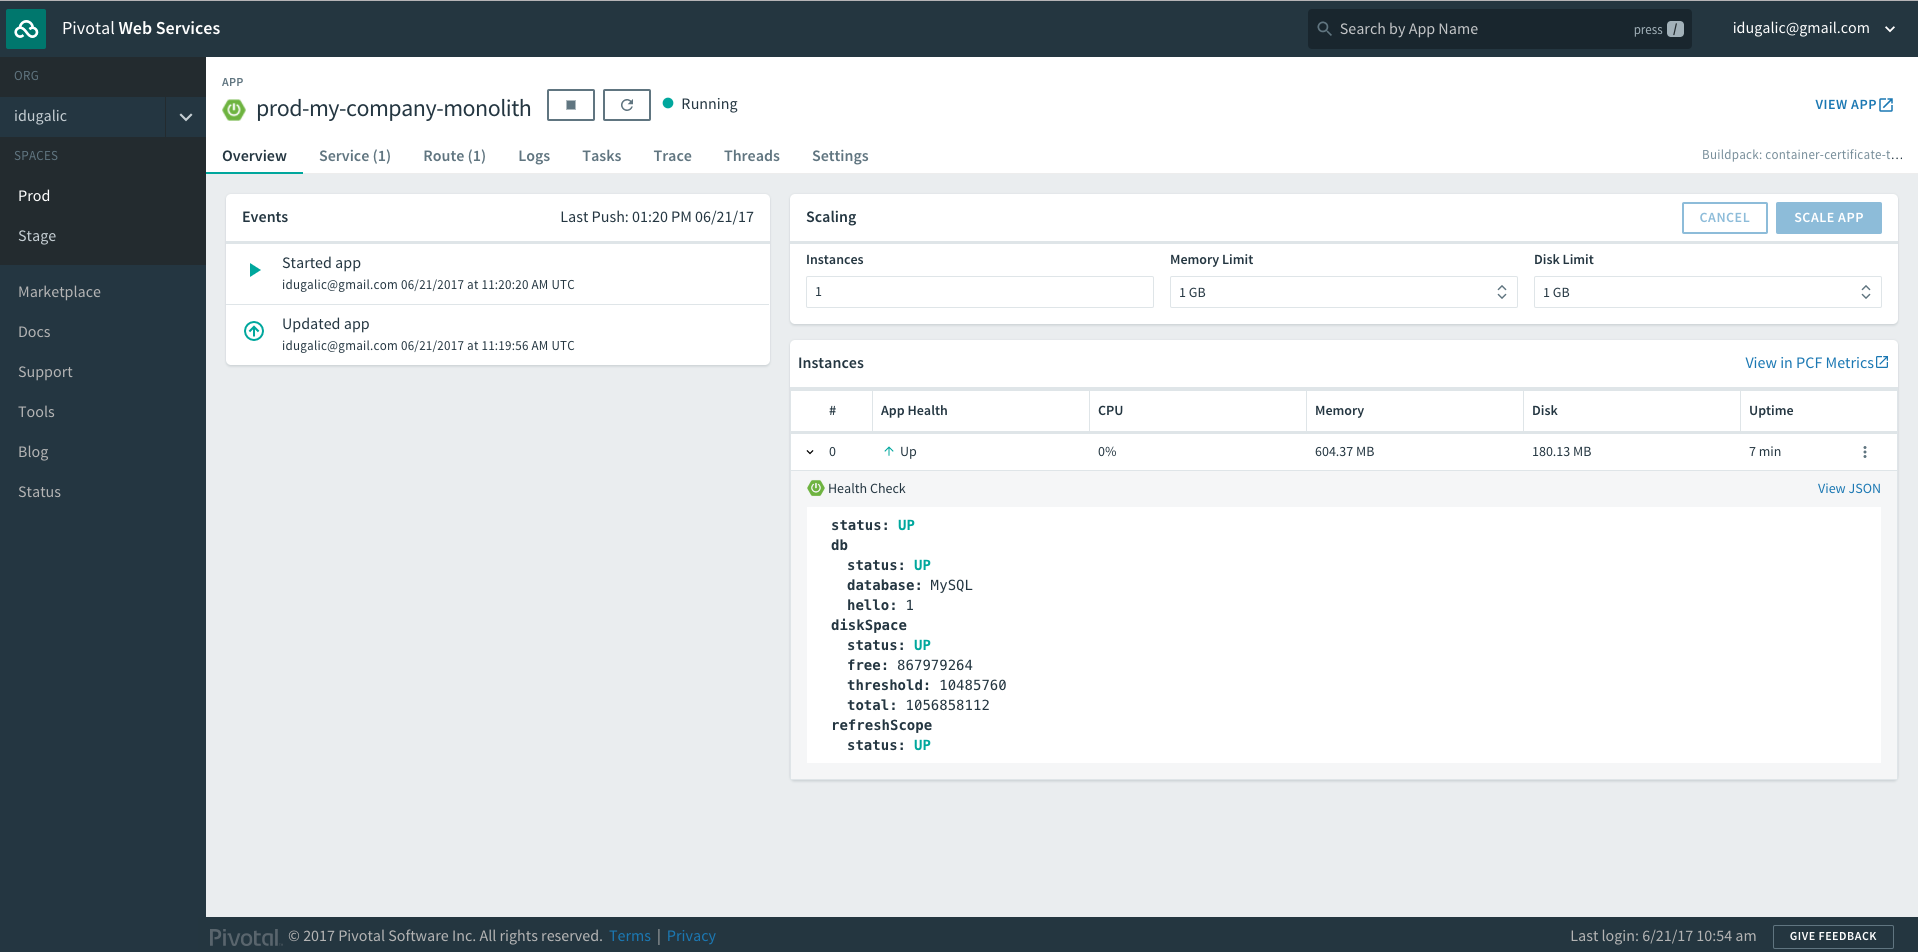 Pivotal Web Services
Search by App Name
press /
idugalic@gmail.com
ORG
idugalic
SPACES
Prod
Stage
Marketplace
Docs
Support
Tools
Blog
Status
APP
prod-my-company-monolith
Running
VIEW APP
Overview Service (1) Route (1) Logs Tasks Trace Threads Settings
Buildpack: container-certificate-t...
Events
Last Push: 01:20 PM 06/21/17
Started app
idugalic@gmail.com 06/21/2017 at 11:20:20 AM UTC
Updated app
idugalic@gmail.com 06/21/2017 at 11:19:56 AM UTC
Scaling
CANCEL SCALE APP
Instances Memory Limit Disk Limit
1 1 GB 1 GB
Instances
View in PCF Metrics
# App Health CPU Memory Disk Uptime
0 Up 0% 604.37 MB 180.13 MB 7 min
Health Check
View JSON
status: UP
db
status: UP
database: MySQL
hello: 1
diskSpace
status: UP
free: 867979264
threshold: 10485760
total: 1056858112
refreshScope
status: UP
Pivotal © 2017 Pivotal Software Inc. All rights reserved. Terms | Privacy
Last login: 6/21/17 10:54 am
GIVE FEEDBACK